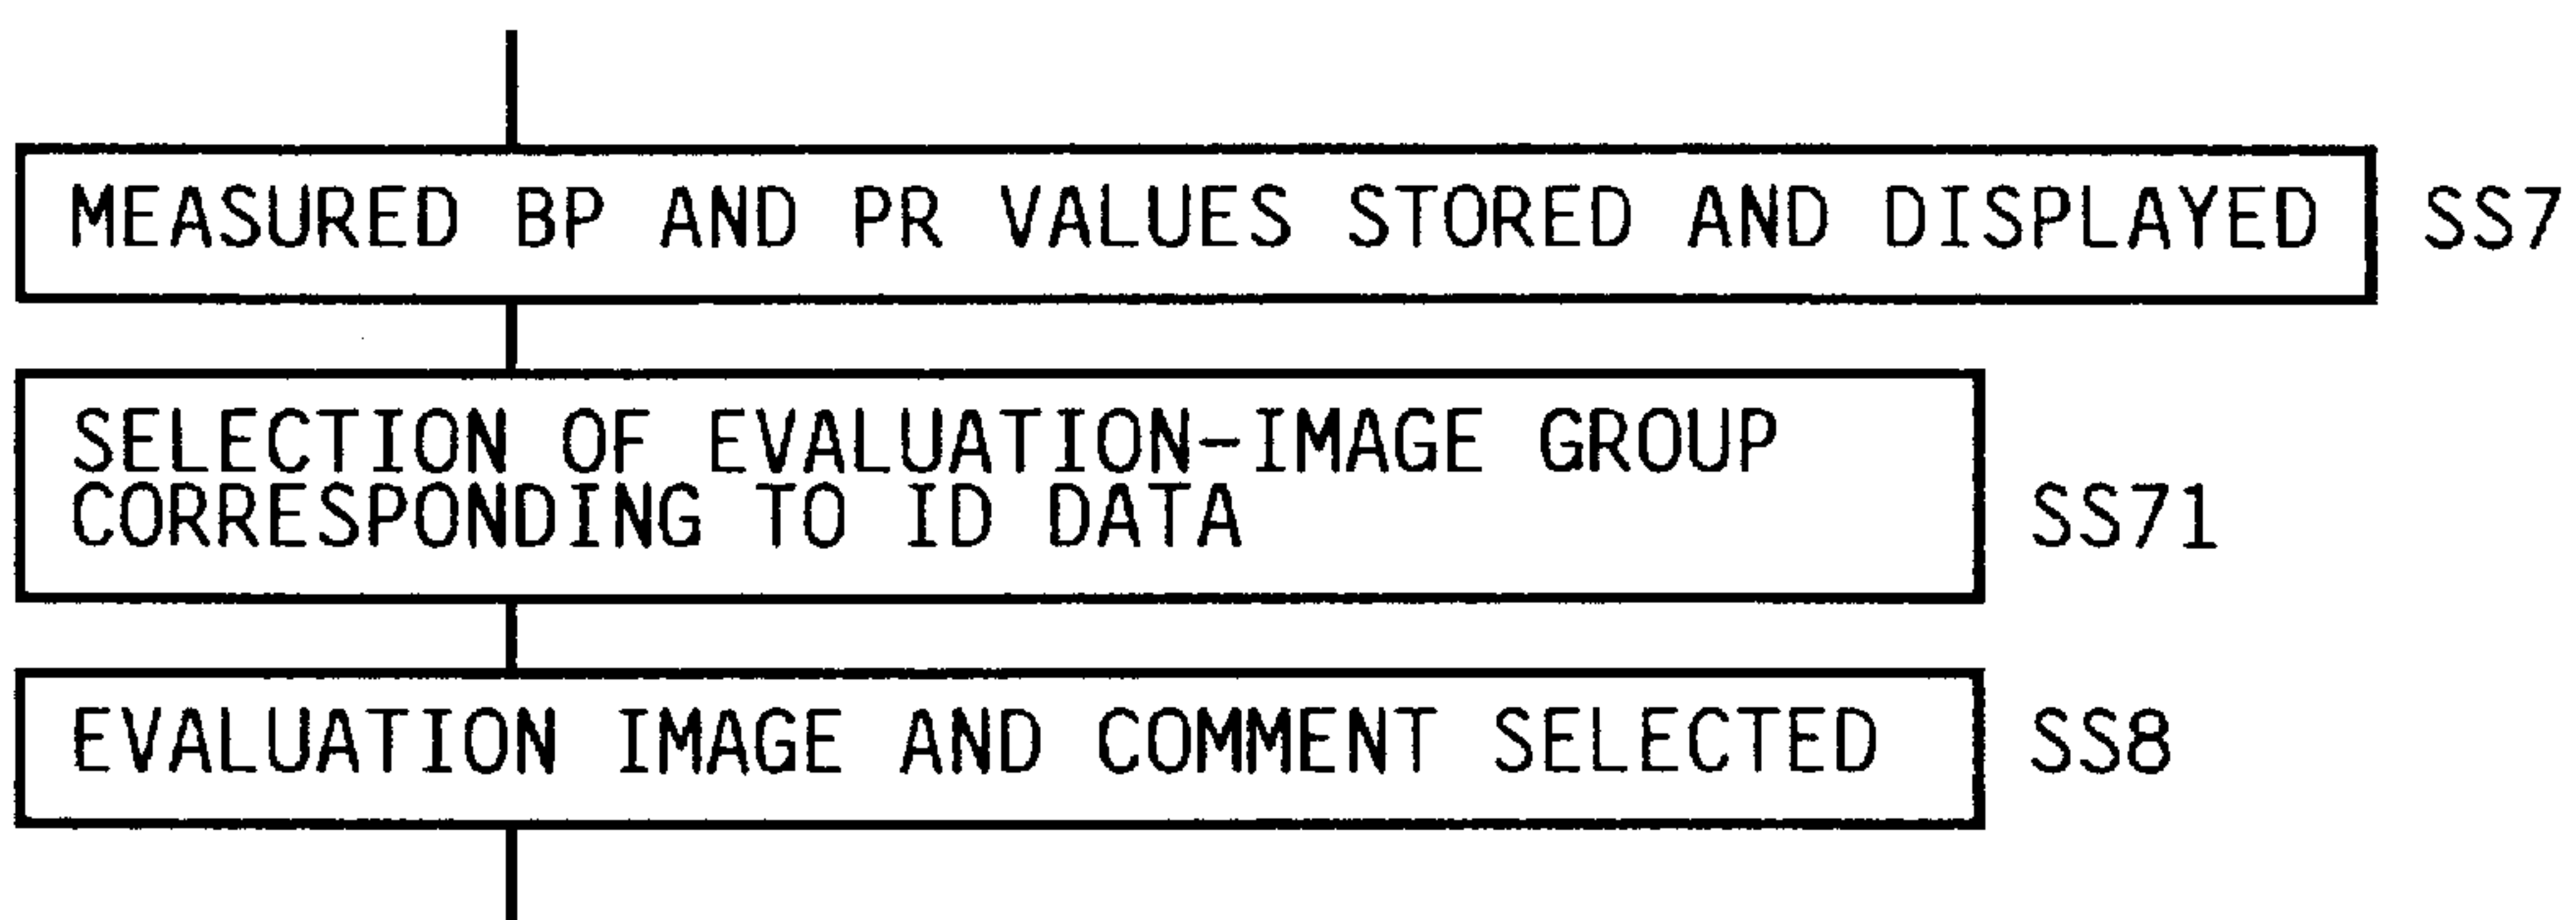 MEASURED BP AND PR VALUES STORED AND DISPLAYED SS7
SELECTION OF EVALUATION-IMAGE GROUP
CORRESPONDING TO ID DATA SS71
EVALUATION IMAGE AND COMMENT SELECTED SS8